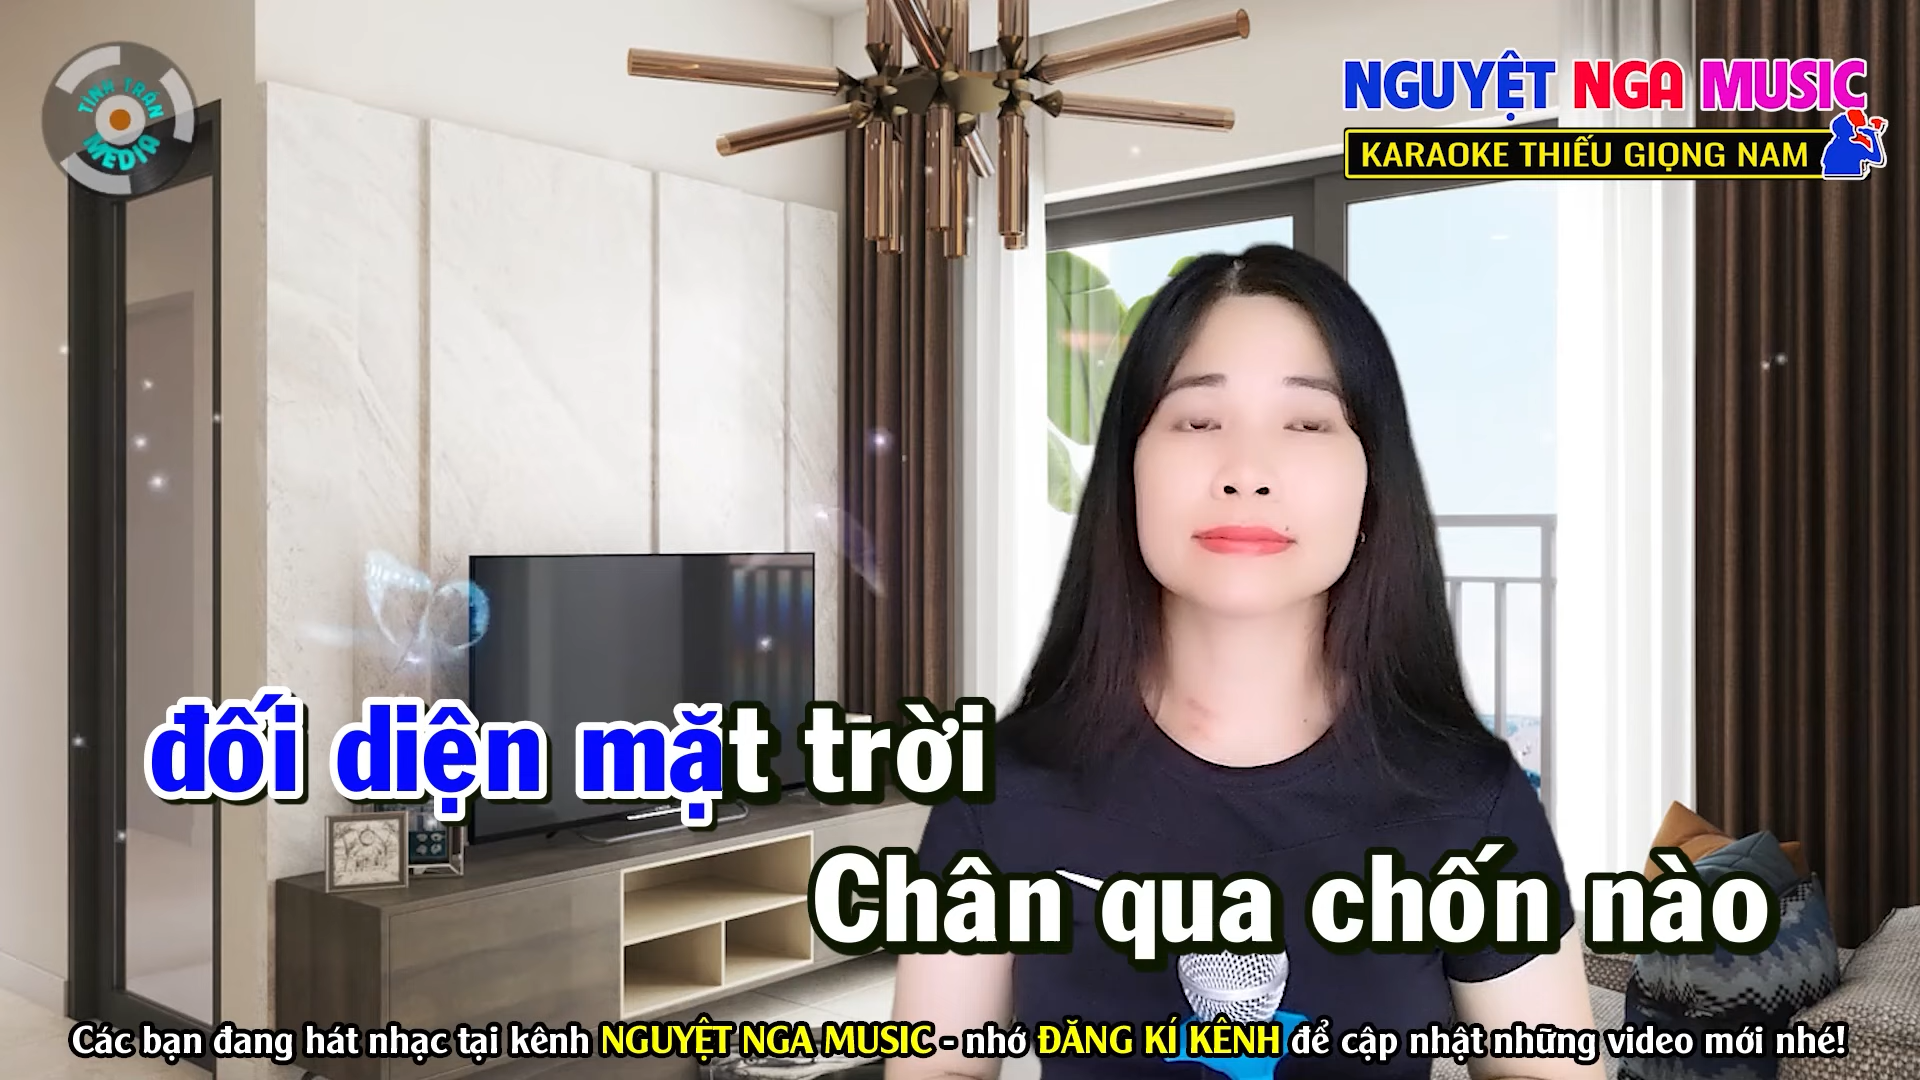 TÌNH TRẦN
MEDIA
NGUYỆT NGA MUSIC
KARAOKE THIẾU GIỌNG NAM
đối diện mặt trời
Chân qua chốn nào
Các bạn đang hát nhạc tại kênh NGUYỆT NGA MUSIC - nhớ ĐĂNG KÍ KÊNH để cập nhật những video mới nhé!